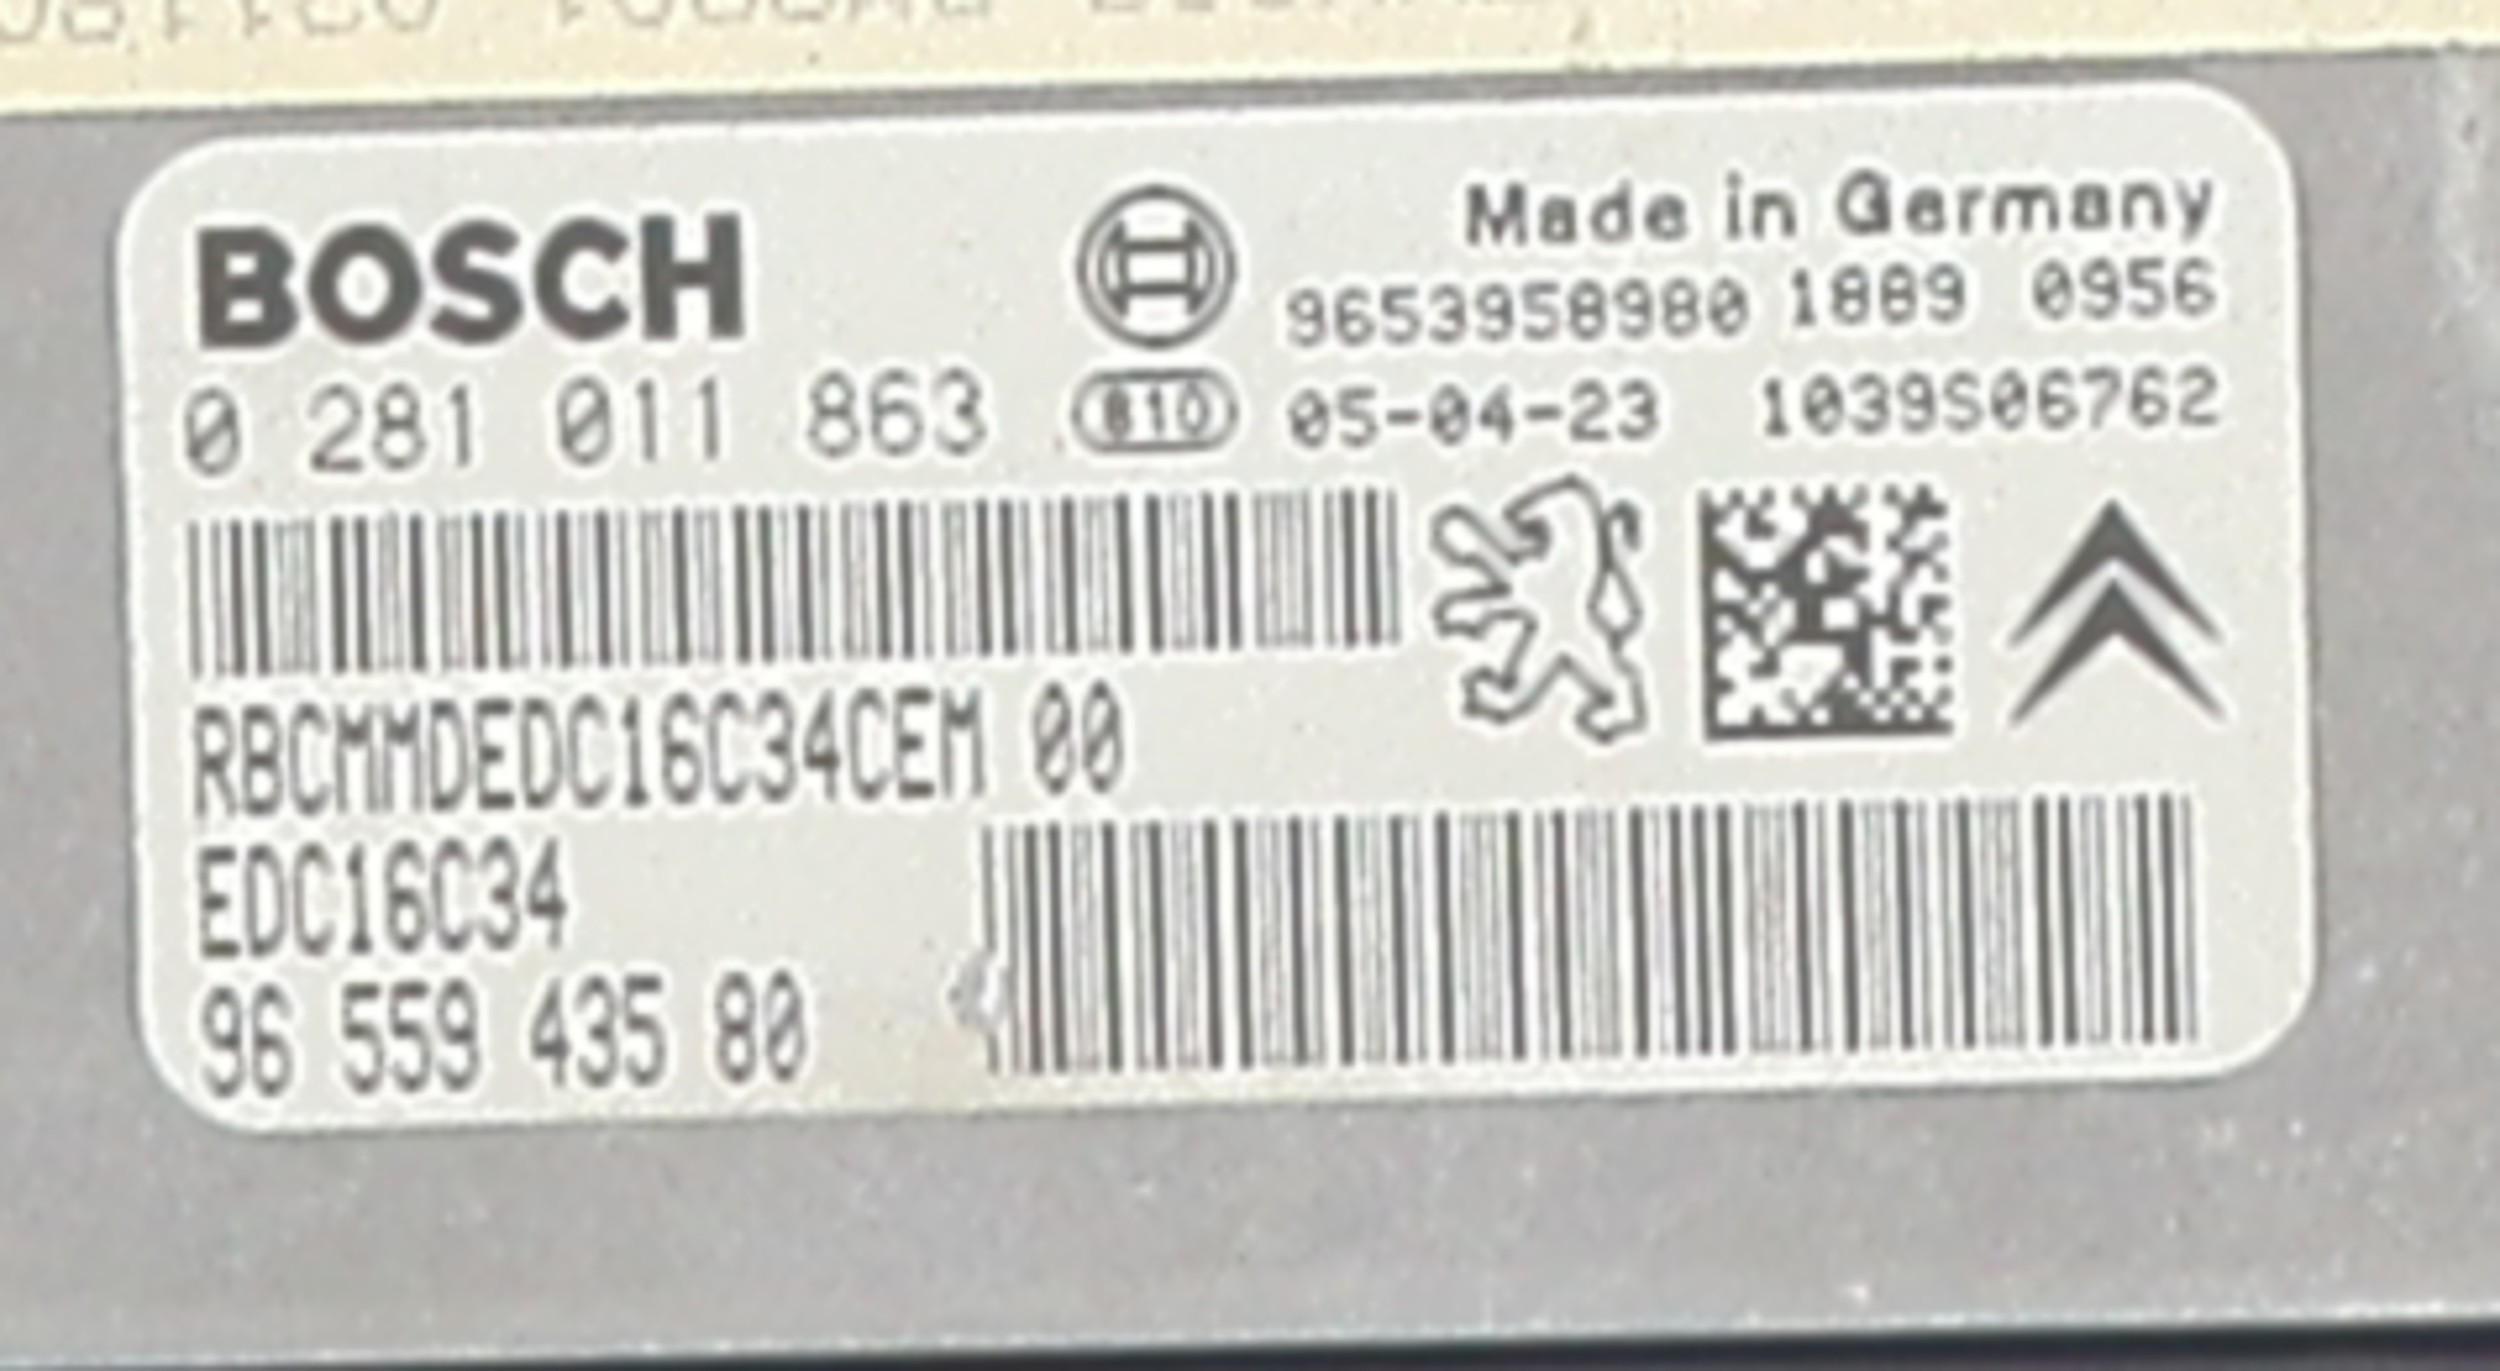 BOSCH
Made in Germany
9653958980 1889 0956
0 281 011 863
810
05-04-23 1039S06762
RBCMMDEDC16C34CEM 00
EDC16C34
96 559 435 80